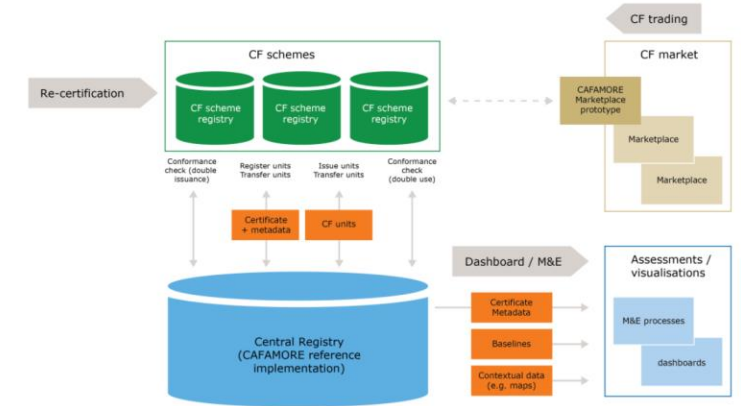 CF trading
CF schemes
CF market
Re-certification
CF scheme
registry
CF scheme
registry
CF scheme
registry
CAFAMORE
Marketplace
prototype
Marketplace
Marketplace
Conformance
check (double
issuance)
Register units
Transfer units
Issue units
Transfer units
Conformance
check
(double use)
Certificate
+ metadata
CF units
Dashboard / M&E
Assessments /
visualisations
Central Registry
(CAFAMORE reference
implementation)
Certificate
Metadata
Baselines
Contextual data
(e.g. maps)
M&E processes
dashboards